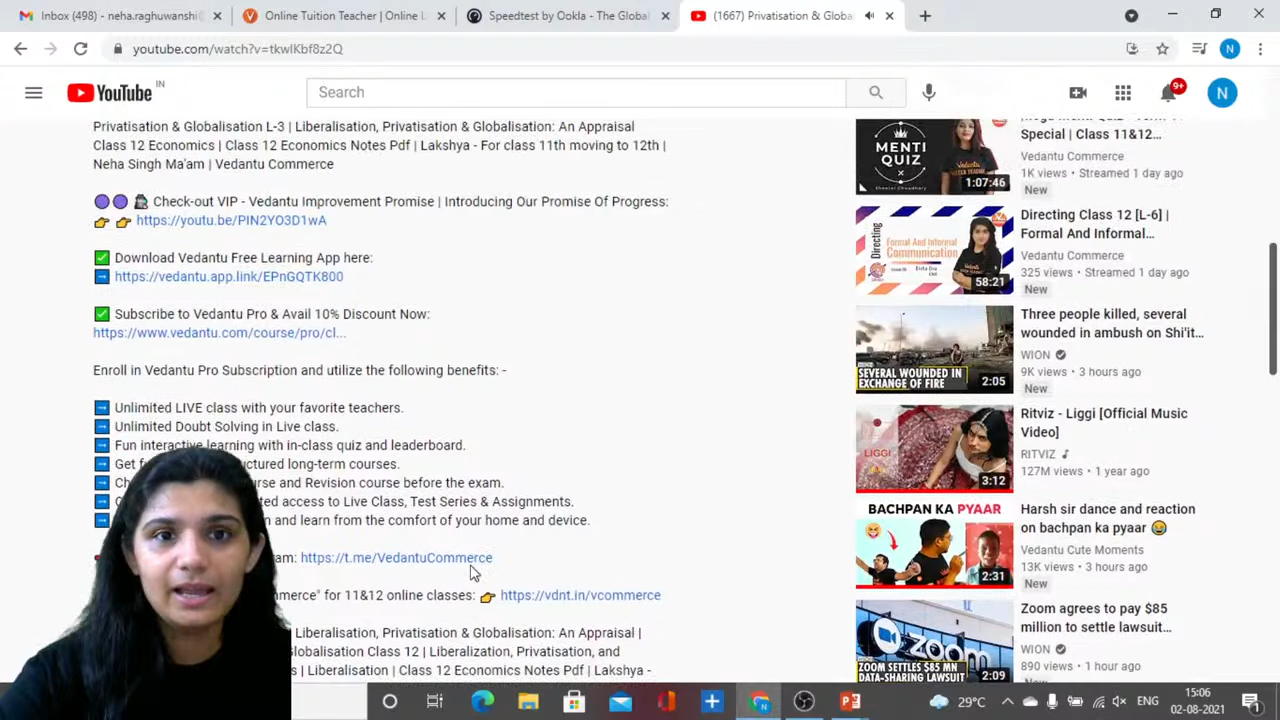 Inbox (498) - neha.raghuwanshi@
Online Tuition Teacher | Online L
Speedtest by Ookla - The Global
(1667) Privatisation & Globa
youtube.com/watch?v=tkwIKbf8z2Q
N
YouTube IN
Search
9+
N
Privatisation & Globalisation L-3 | Liberalisation, Privatisation & Globalisation: An Appraisal
Class 12 Economics | Class 12 Economics Notes Pdf | Lakshya - For class 11th moving to 12th |
Neha Singh Ma'am | Vedantu Commerce
Check-out VIP - Vedantu Improvement Promise | Introducing Our Promise Of Progress:
https://youtu.be/PIN2YO3D1wA
Download Vedantu Free Learning App here:
https://vedantu.app.link/EPnGQTK800
Subscribe to Vedantu Pro & Avail 10% Discount Now:
https://www.vedantu.com/course/pro/cl...
Enroll in Vedantu Pro Subscription and utilize the following benefits: -
Unlimited LIVE class with your favorite teachers.
Unlimited Doubt Solving in Live class.
Fun interactive learning with in-class quiz and leaderboard.
Get f uctured long-term courses.
Ch urse and Revision course before the exam.
ted access to Live Class, Test Series & Assignments.
n and learn from the comfort of your home and device.
am: https://t.me/VedantuCommerce
merce" for 11&12 online classes: https://vdnt.in/vcommerce
Liberalisation, Privatisation & Globalisation: An Appraisal |
Globalisation Class 12 | Liberalization, Privatisation, and
s | Liberalisation | Class 12 Economics Notes Pdf | Lakshya -
MENTI
QUIZ
X
1:07:46
Special | Class 11&12...
Vedantu Commerce
1K views • Streamed 1 day ago
New
Directing
Formal And Informal
Communication
58:21
Directing Class 12 [L-6] |
Formal And Informal...
Vedantu Commerce
325 views • Streamed 1 day ago
New
SEVERAL WOUNDED IN
EXCHANGE OF FIRE
2:05
Three people killed, several
wounded in ambush on Shi'it...
WION
9K views • 3 hours ago
New
LIGGI
3:12
Ritviz - Liggi [Official Music
Video]
RITVIZ
127M views • 1 year ago
BACHPAN KA PYAAR
2:31
Harsh sir dance and reaction
on bachpan ka pyaar
Vedantu Cute Moments
13K views • 3 hours ago
New
zoom
ZOOM SETTLES $85 MN
DATA-SHARING LAWSUIT
2:09
Zoom agrees to pay $85
million to settle lawsuit...
WION
890 views • 1 hour ago
29°C
ENG
15:06
02-08-2021
1